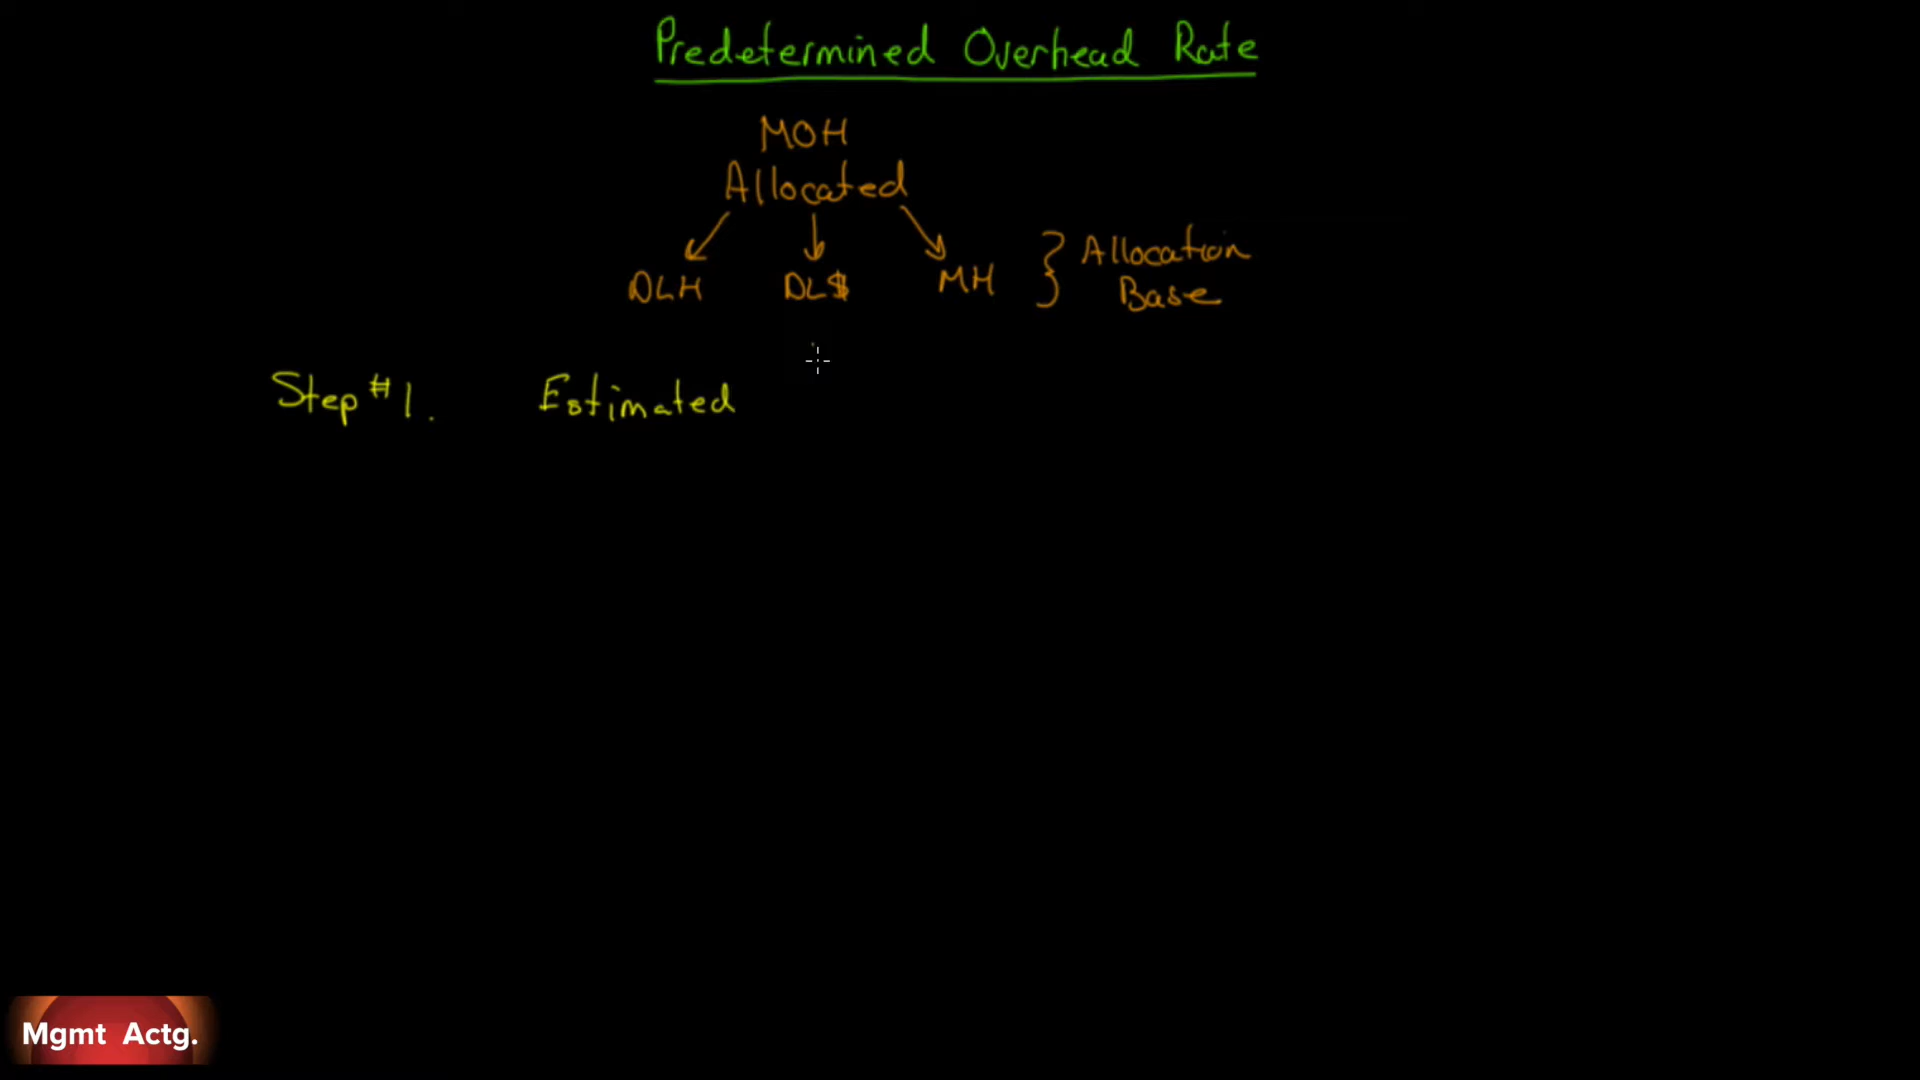 Predetermined Overhead Rate
MOH
Allocated
DLH DL$ MH } Allocation
Base
Step #1. Estimated
Mgmt Actg.